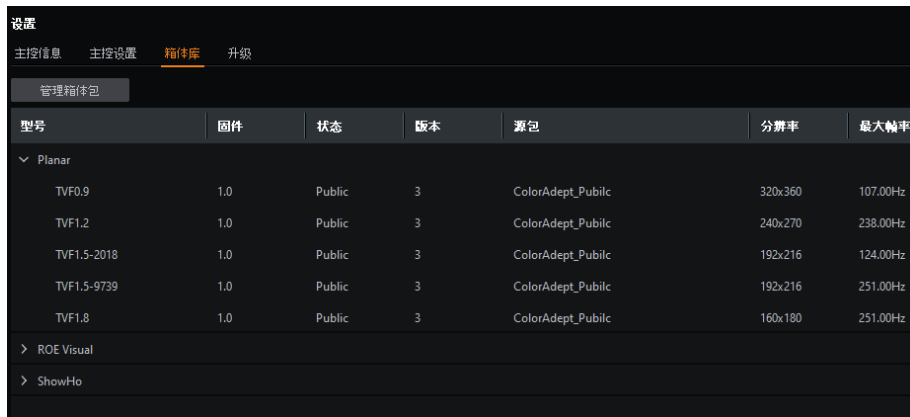 设置
主控信息 主控设置 箱体库 升级
管理箱体包
型号 固件 状态 版本 源包 分辨率 最大帧率
Planar
TVF0.9 1.0 Public 3 ColorAdept_Pubilc 320x360 107.00Hz
TVF1.2 1.0 Public 3 ColorAdept_Pubilc 240x270 238.00Hz
TVF1.5-2018 1.0 Public 3 ColorAdept_Pubilc 192x216 124.00Hz
TVF1.5-9739 1.0 Public 3 ColorAdept_Pubilc 192x216 251.00Hz
TVF1.8 1.0 Public 3 ColorAdept_Pubilc 160x180 251.00Hz
ROE Visual
ShowHo